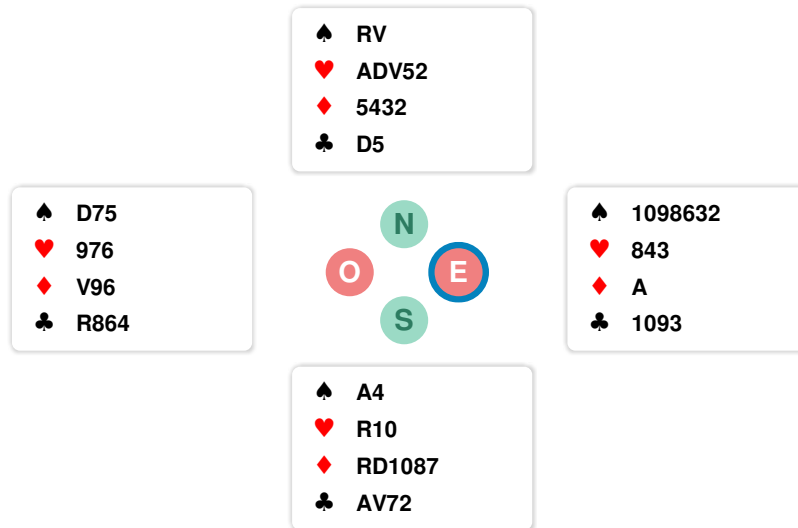 ♠ RV
♥ ADV52
♦ 5432
♣ D5
♠ D75
♥ 976
♦ V96
♣ R864
N
O E
S
♠ 1098632
♥ 843
♦ A
♣ 1093
♠ A4
♥ R10
♦ RD1087
♣ AV72